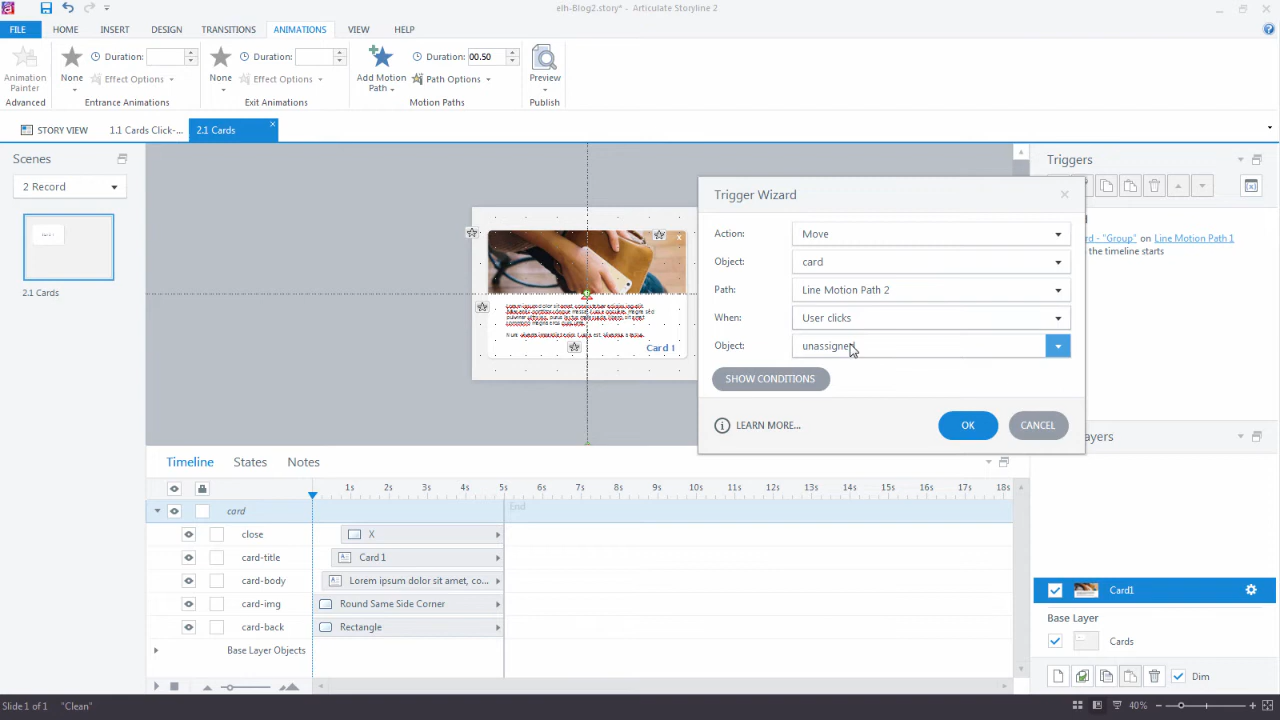 elh-Blog2.story* - Articulate Storyline 2
FILE HOME INSERT DESIGN TRANSITIONS ANIMATIONS VIEW HELP
Animation Painter
None
Duration:
Effect Options
None
Duration:
Effect Options
Add Motion Path
Duration: 00.50
Path Options
Preview
Advanced Entrance Animations Exit Animations Motion Paths Publish
STORY VIEW 1.1 Cards Click-... 2.1 Cards
Scenes
2 Record
2.1 Cards
x
Card 1
Triggers
rd - "Group" on Line Motion Path 1
the timeline starts
Trigger Wizard
Action: Move
Object: card
Path: Line Motion Path 2
When: User clicks
Object: unassigned
SHOW CONDITIONS
LEARN MORE...
OK CANCEL
ayers
Timeline States Notes
1s 2s 3s 4s 5s 6s 7s 8s 9s 10s 11s 12s 13s 14s 15s 16s 17s 18s
card
End
close X
card-title Card 1
card-body Lorem ipsum dolor sit amet, co...
card-img Round Same Side Corner
card-back Rectangle
Base Layer Objects
Card1
Base Layer
Cards
Dim
Slide 1 of 1 "Clean" 40%